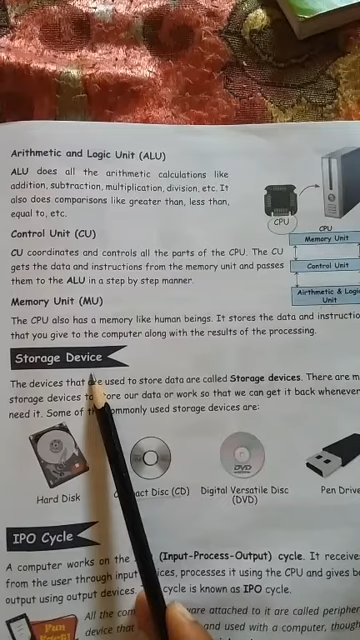 Arithmetic and Logic Unit (ALU)
ALU does all the arithmetic calculations like
addition, subtraction, multiplication, division, etc. It
also does comparisons like greater than, less than,
equal to, etc.
CPU
CPU
Control Unit (CU)
CU coordinates and controls all the parts of the CPU. The CU
gets the data and instructions from the memory unit and passes
them to the ALU in a step by step manner.
Memory Unit
Control Unit
Airthmetic & Logic
Unit
Memory Unit (MU)
The CPU also has a memory like human beings. It stores the data and
that you give to the computer along with the results of the processing.
Storage Device
The devices that are used to store data are called Storage devices. There are
storage devices to store our data or work so that we can get it back whenever
need it. Some of the commonly used storage devices are:
DVD
Hard Disk
Disc (CD)
Digital Versatile Disc
(DVD)
Pen Drive
IPO Cycle
A computer works on the (Input-Process-Output) cycle. It
from the user through input, processes it using the CPU and gives
output using output devices. cycle is known as IPO cycle.
All the attached to it are called
device that and used with a computer,